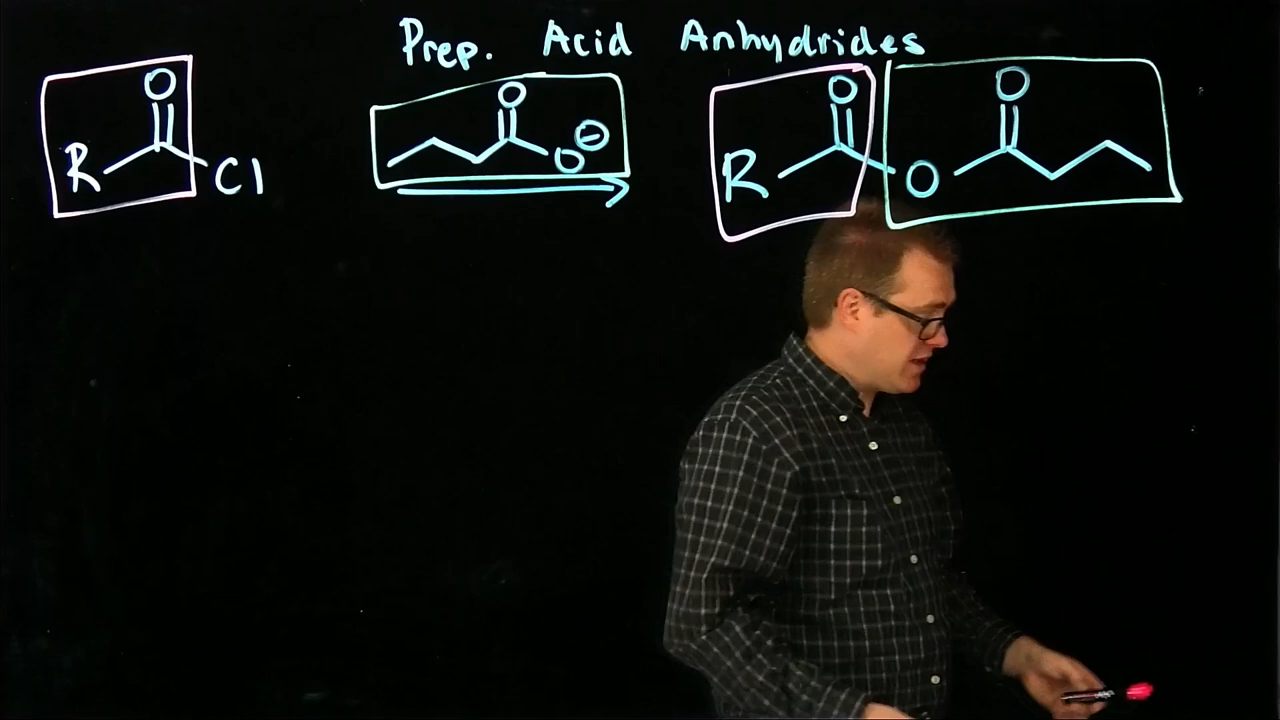 Prep. Acid Anhydrides
O O O O
R Cl O⊖ R O